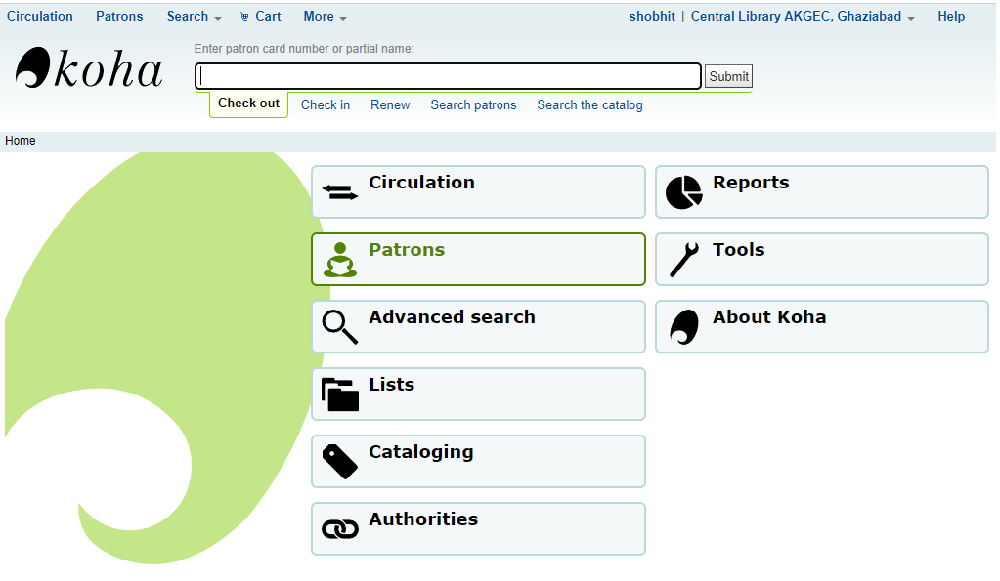 Circulation Patrons Search Cart More shobhit | Central Library AKGEC, Ghaziabad Help
koha
Enter patron card number or partial name:
Submit
Check out Check in Renew Search patrons Search the catalog
Home
Circulation Reports
Patrons Tools
Advanced search About Koha
Lists
Cataloging
Authorities